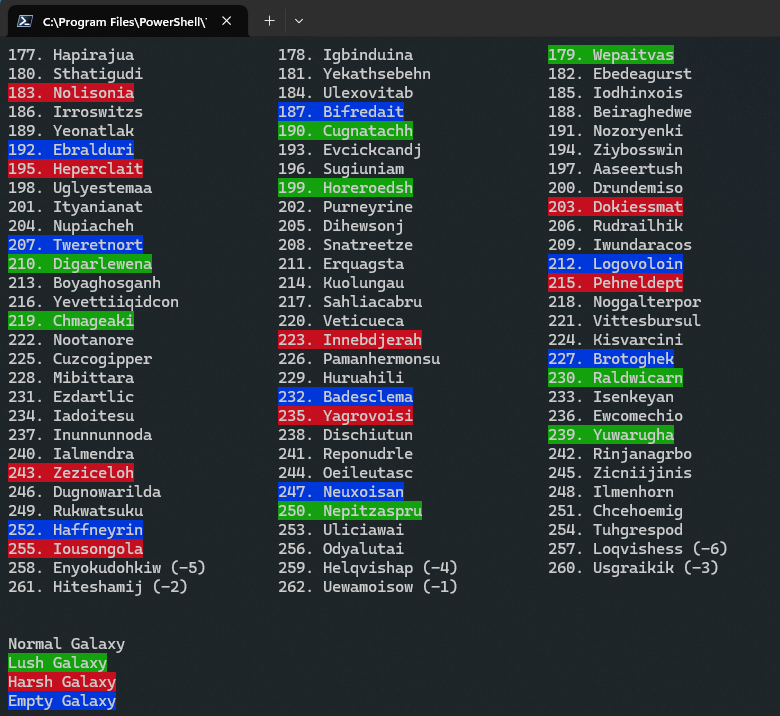 C:\Program Files\PowerShell\
177. Hapirajua 178. Igbinduina 179. Wepaitvas
180. Sthatigudi 181. Yekathsebehn 182. Ebedeagurst
183. Nolisonia 184. Ulexovitab 185. Iodhinxois
186. Irroswitzs 187. Bifredait 188. Beiraghedwe
189. Yeonatlak 190. Cugnatachh 191. Nozoryenki
192. Ebralduri 193. Evcickcandj 194. Ziybosswin
195. Heperclait 196. Sugiuniam 197. Aaseertush
198. Uglyestemaa 199. Horeroedsh 200. Drundemiso
201. Ityanianat 202. Purneyrine 203. Dokiessmat
204. Nupiacheh 205. Dihewsonj 206. Rudrailhik
207. Tweretnort 208. Snatreetze 209. Iwundaracos
210. Digarlewena 211. Erquagsta 212. Logovoloin
213. Boyaghosganh 214. Kuolungau 215. Pehneldept
216. Yevettiiqidcon 217. Sahliacabru 218. Noggalterpor
219. Chmageaki 220. Veticueca 221. Vittesbursul
222. Nootanore 223. Innebdjerah 224. Kisvarcini
225. Cuzcogipper 226. Pamanhermonsu 227. Brotoghek
228. Mibittara 229. Huruahili 230. Raldwicarn
231. Ezdartlic 232. Badesclema 233. Isenkeyan
234. Iadoitesu 235. Yagrovoisi 236. Ewcomechio
237. Inunnunnoda 238. Dischiutun 239. Yuwarugha
240. Ialmendra 241. Reponudrle 242. Rinjanagrbo
243. Zeziceloh 244. Oeileutasc 245. Zicniijinis
246. Dugnowarilda 247. Neuxoisan 248. Ilmenhorn
249. Rukwatsuku 250. Nepitzaspru 251. Chcehoemig
252. Haffneyrin 253. Uliciawai 254. Tuhgrespod
255. Iousongola 256. Odyalutai 257. Loqvishess (-6)
258. Enyokudohkiw (-5) 259. Helqvishap (-4) 260. Usgraikik (-3)
261. Hiteshamij (-2) 262. Uewamoisow (-1)
Normal Galaxy
Lush Galaxy
Harsh Galaxy
Empty Galaxy